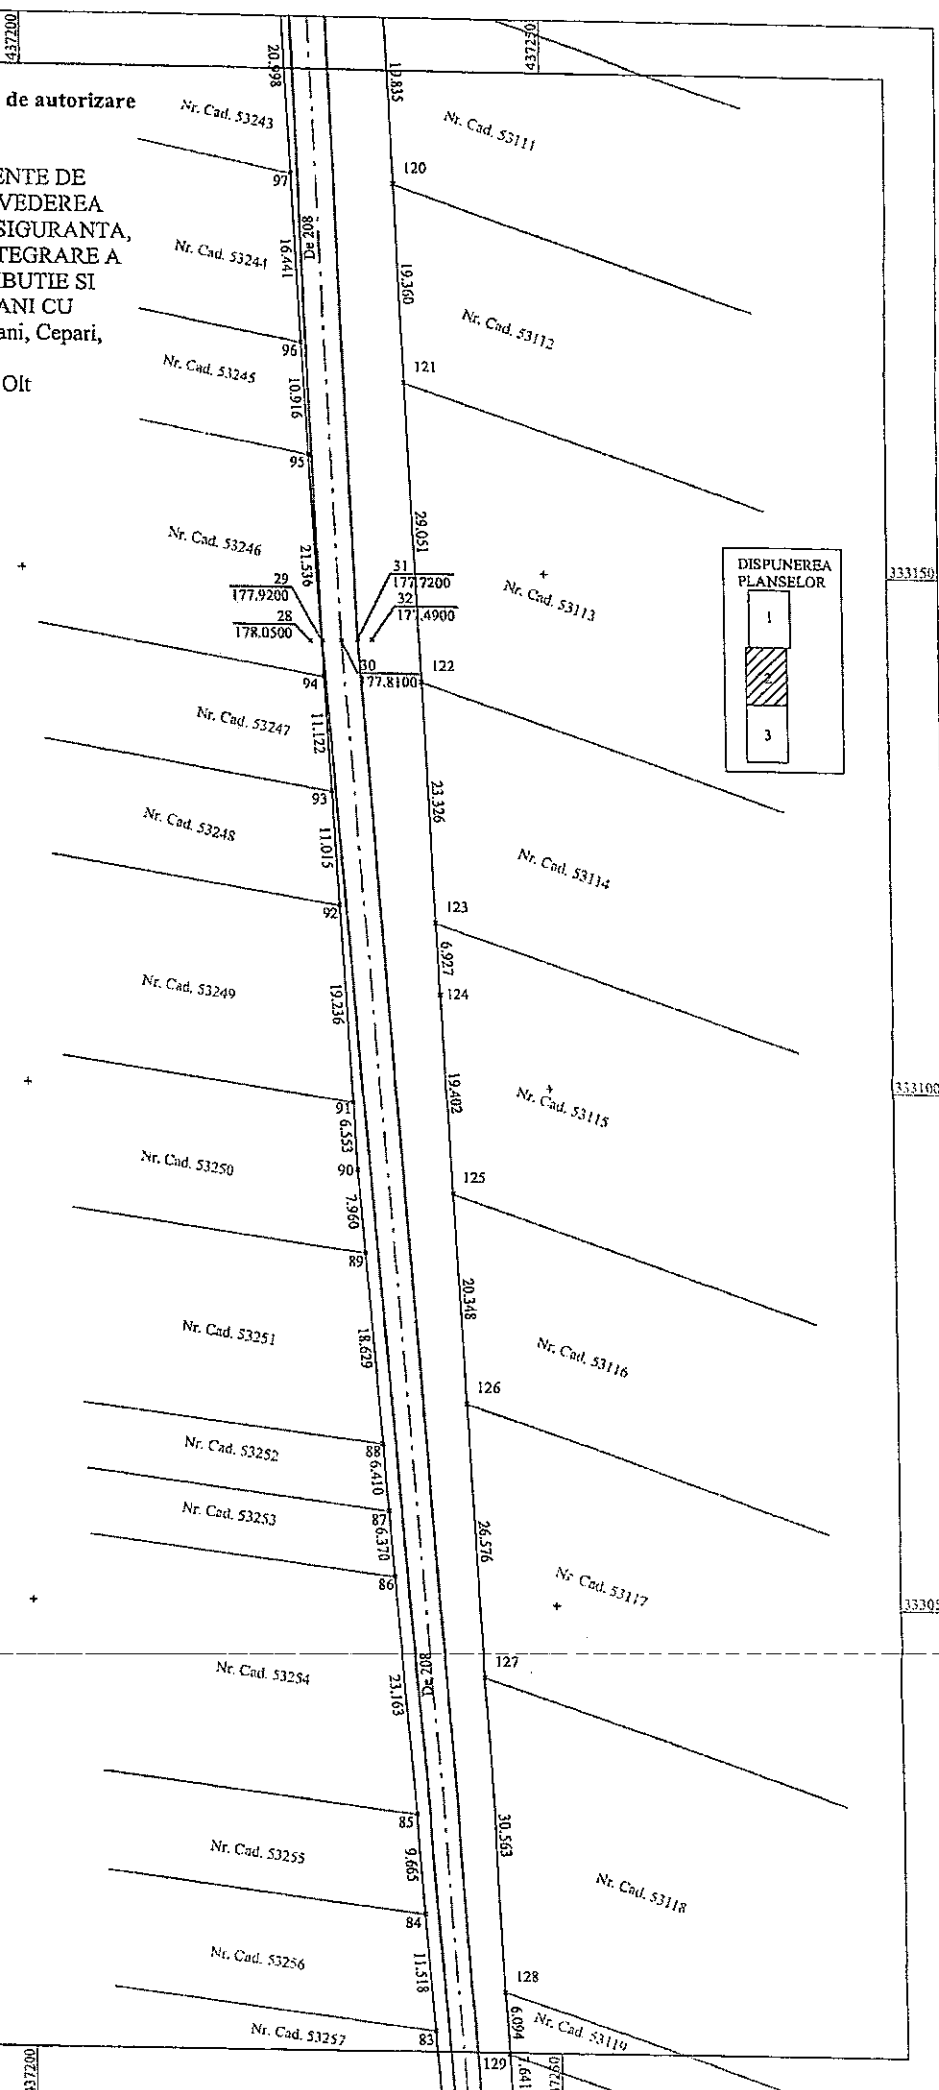 437200
437250
20.998
19.835
de autorizare
Nr. Cad. 53243
Nr. Cad. 53111
97
120
ENTE DE
VEDEREA
SIGURANTA,
TEGRARE A
IBUTIE SI
ANI CU
ani, Cepari,
Olt
De 208
16.441
Nr. Cad. 53244
19.360
Nr. Cad. 53112
96
Nr. Cad. 53245
10.916
121
95
Nr. Cad. 53246
21.536
29.051
29
177.9200
28
178.0500
31
177.7200
32
177.4900
30
177.8100
Nr. Cad. 53113
DISPUNEREA
PLANSELOR
1
2
3
333150
94
122
Nr. Cad. 53247
11.122
93
23.326
Nr. Cad. 53248
11.015
Nr. Cad. 53114
92
123
6.927
124
Nr. Cad. 53249
19.236
19.402
333100
Nr. Cad. 53115
91
6.553
Nr. Cad. 53250
90
125
7.960
89
20.348
Nr. Cad. 53251
18.629
Nr. Cad. 53116
126
88
Nr. Cad. 53252
6.410
87
Nr. Cad. 53253
6.370
26.576
86
Nr. Cad. 53117
33305
127
Nr. Cad. 53254
De 208
23.163
85
30.563
Nr. Cad. 53255
9.665
Nr. Cad. 53118
84
Nr. Cad. 53256
11.518
128
6.094
Nr. Cad. 53119
Nr. Cad. 53257
83
129
7.641
437200
37250